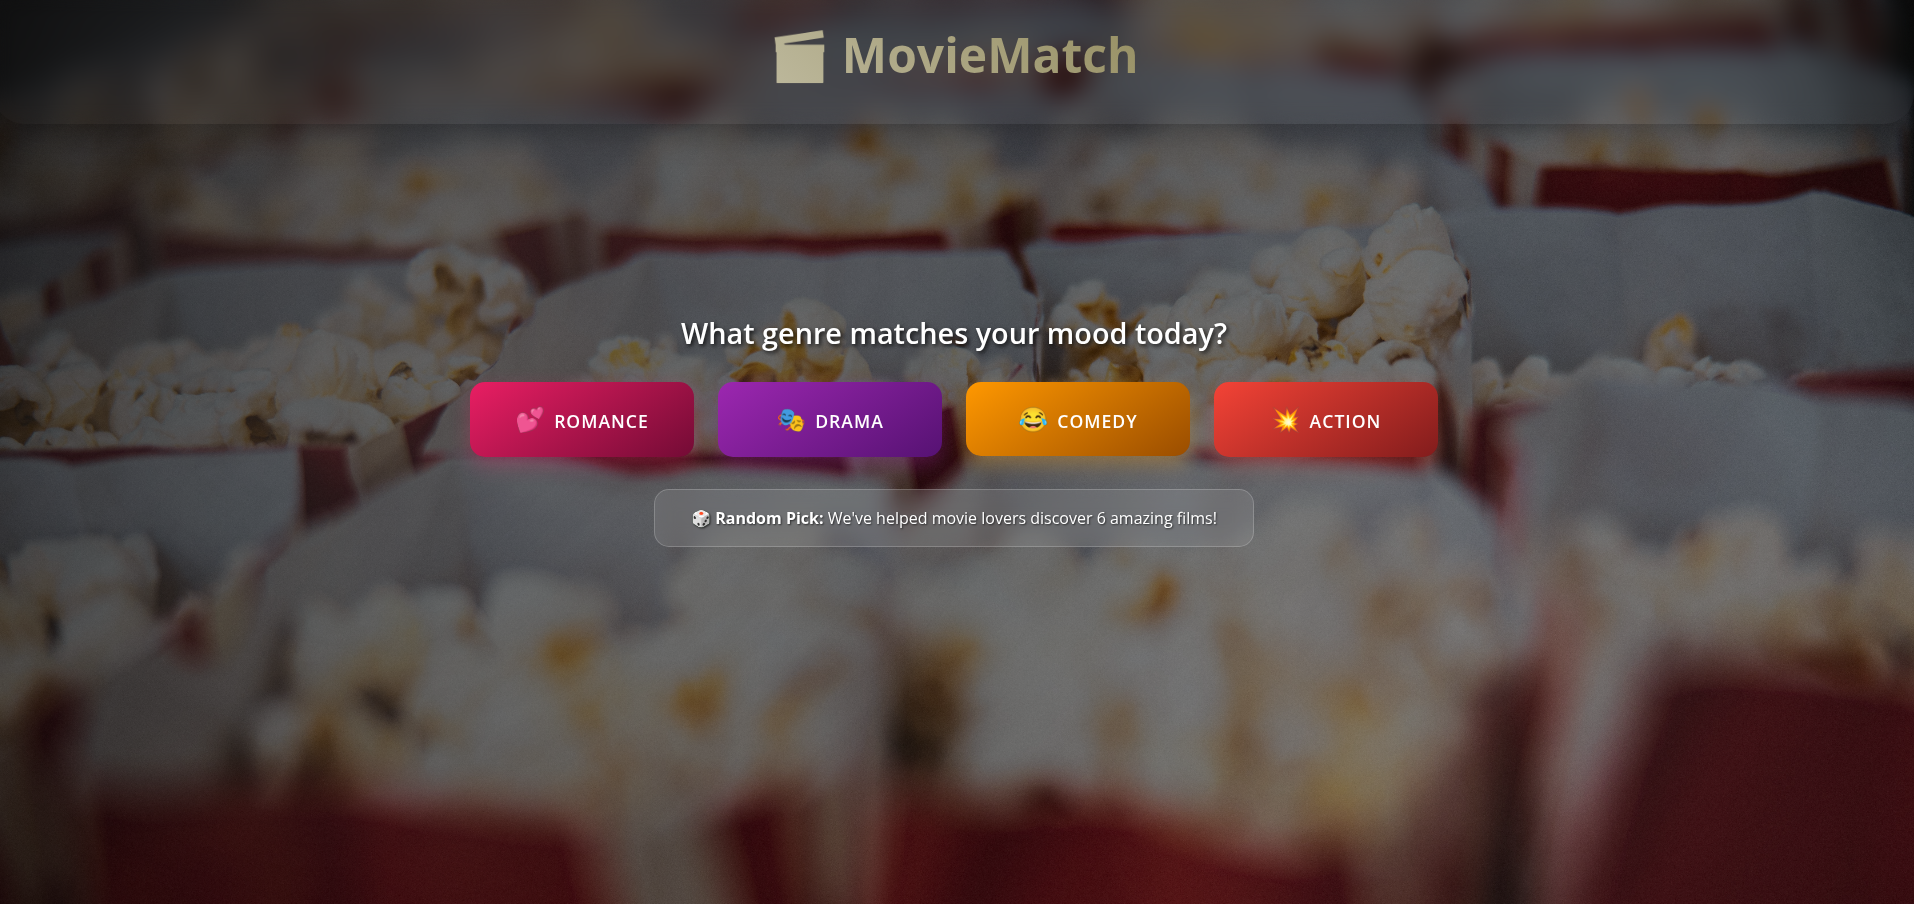 MovieMatch
What genre matches your mood today?
ROMANCE
DRAMA
COMEDY
ACTION
Random Pick: We've helped movie lovers discover 6 amazing films!